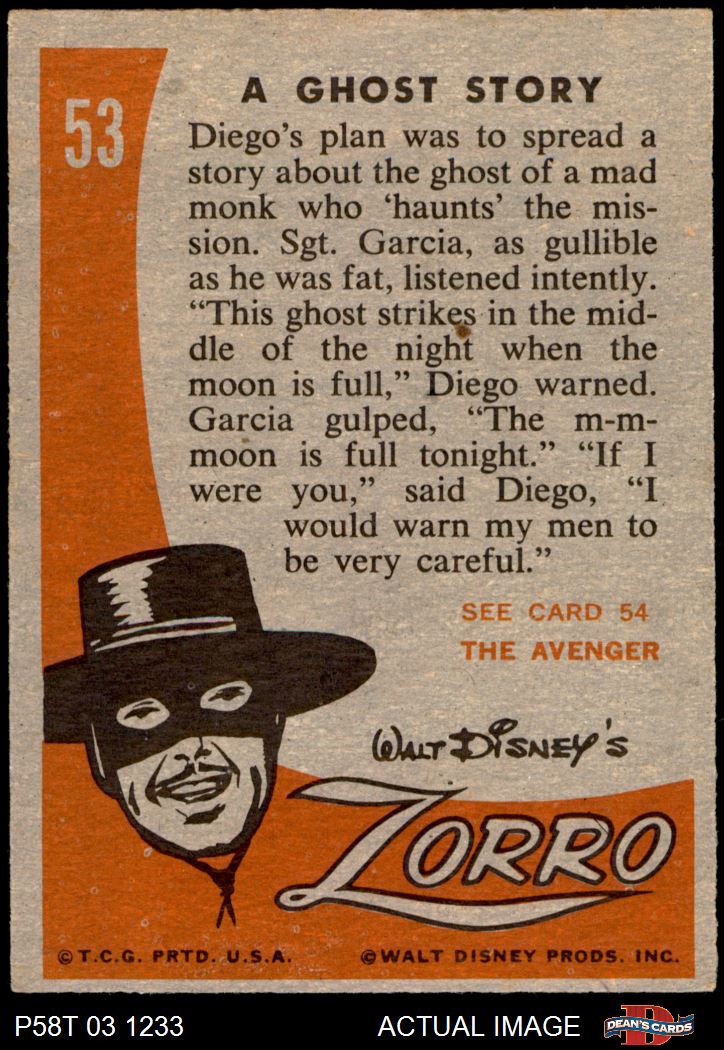 53
A GHOST STORY
Diego's plan was to spread a
story about the ghost of a mad
monk who ‘haunts’ the mis-
sion. Sgt. Garcia, as gullible
as he was fat, listened intently.
“This ghost strikes in the mid-
dle of the night when the
moon is full,” Diego warned.
Garcia gulped, “The m-m-
moon is full tonight.” “If I
were you,” said Diego, “I
would warn my men to
be very careful.”
SEE CARD 54
THE AVENGER
WALT DISNEY'S
ZORRO
©T.C.G. PRTD. U.S.A.
©WALT DISNEY PRODS. INC.
P58T 03 1233
ACTUAL IMAGE
D
DEAN'S CARDS